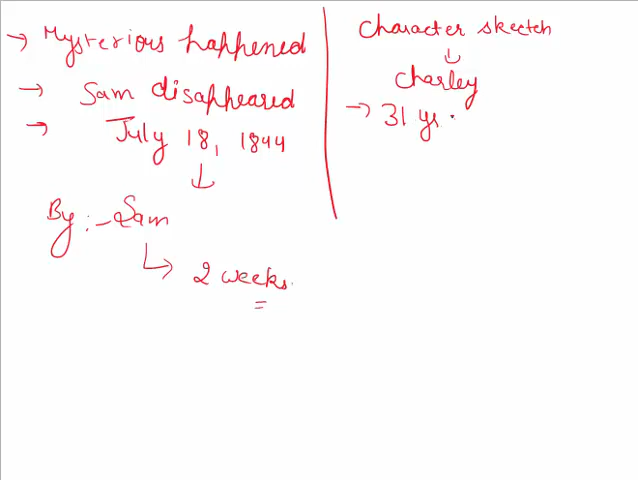 → Mysterious happened
→ Sam disappeared
→ July 18, 1844
↓
By:- Sam
↳ 2 weeks.
Character sketch
↓
Charley
→ 31 yr.